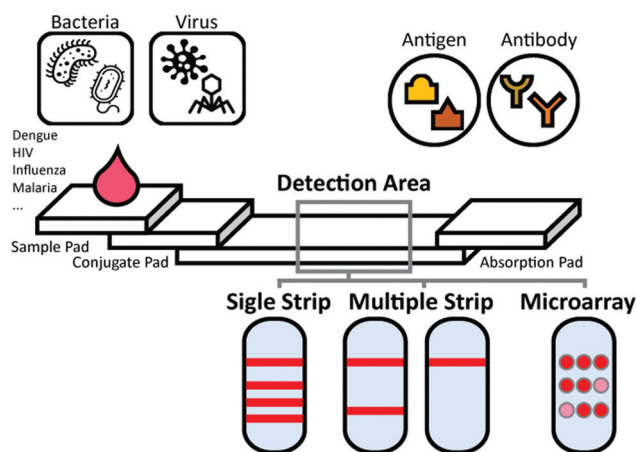 Bacteria
Virus
Antigen
Antibody
Dengue
HIV
Influenza
Malaria
...
Detection Area
Sample Pad
Conjugate Pad
Absorption Pad
Sigle Strip
Multiple Strip
Microarray